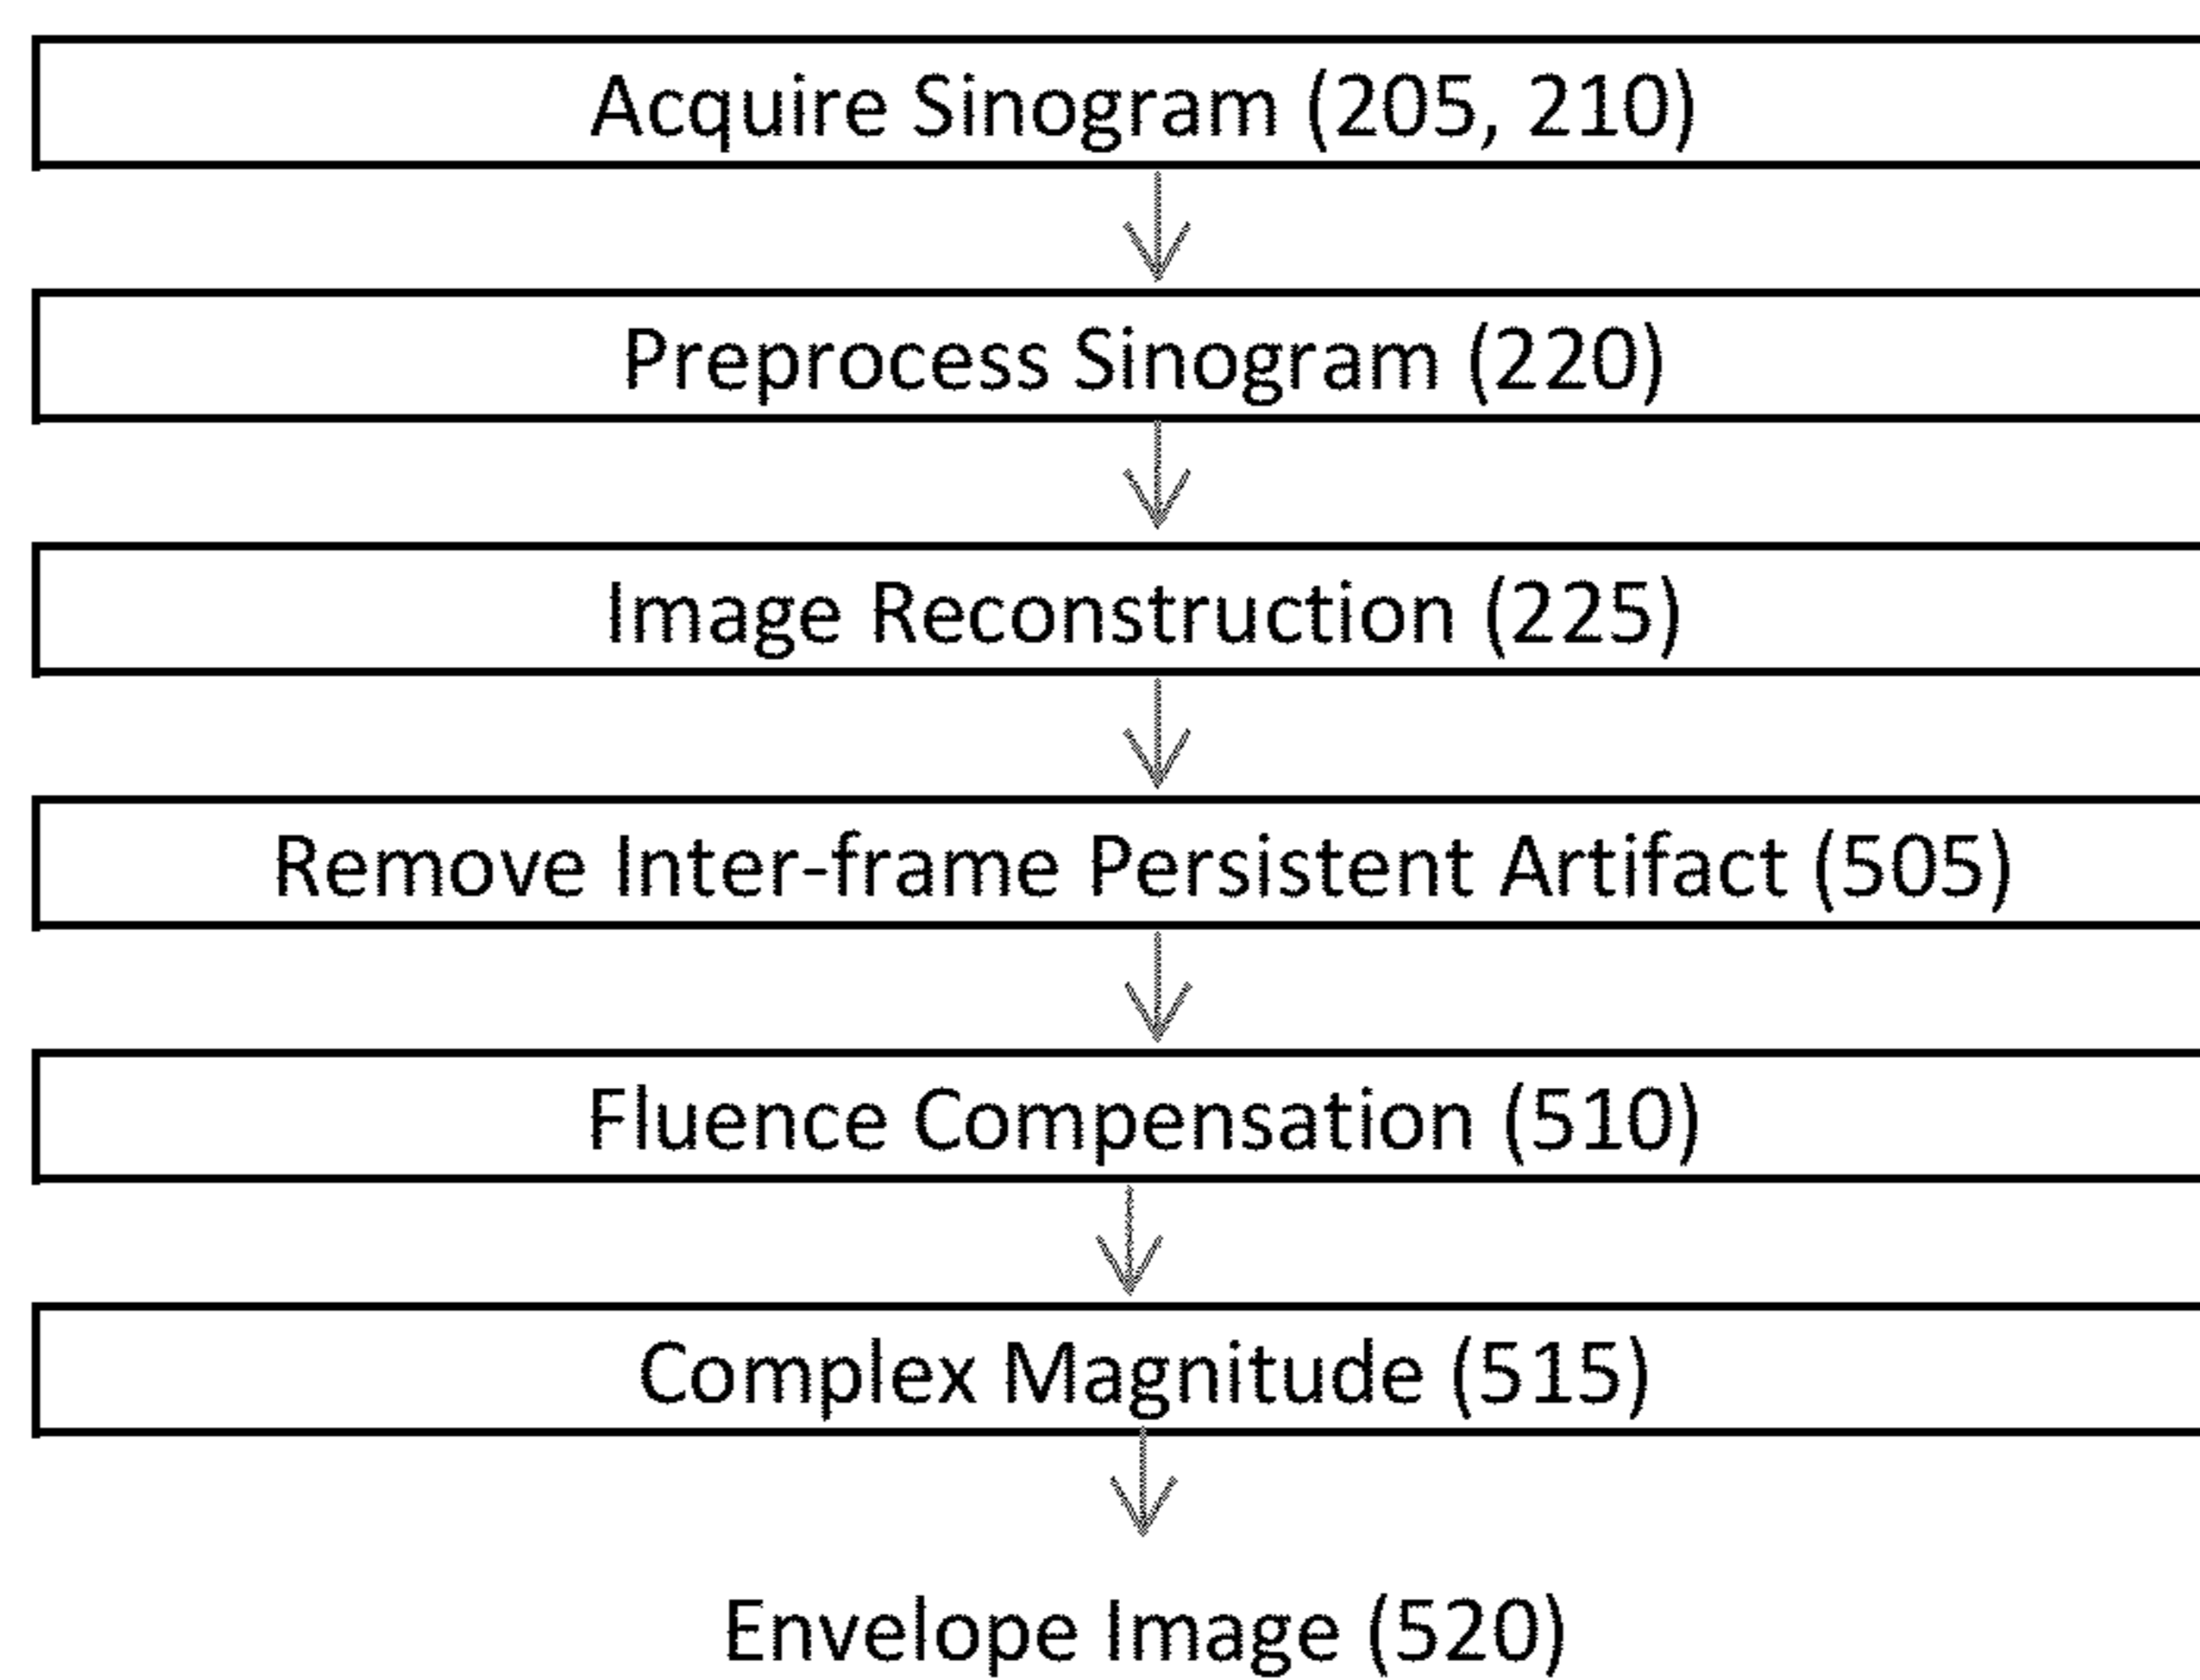 Acquire Sinogram (205, 210)
Preprocess Sinogram (220)
Image Reconstruction (225)
Remove Inter-frame Persistent Artifact (505)
Fluence Compensation (510)
Complex Magnitude (515)
Envelope Image (520)